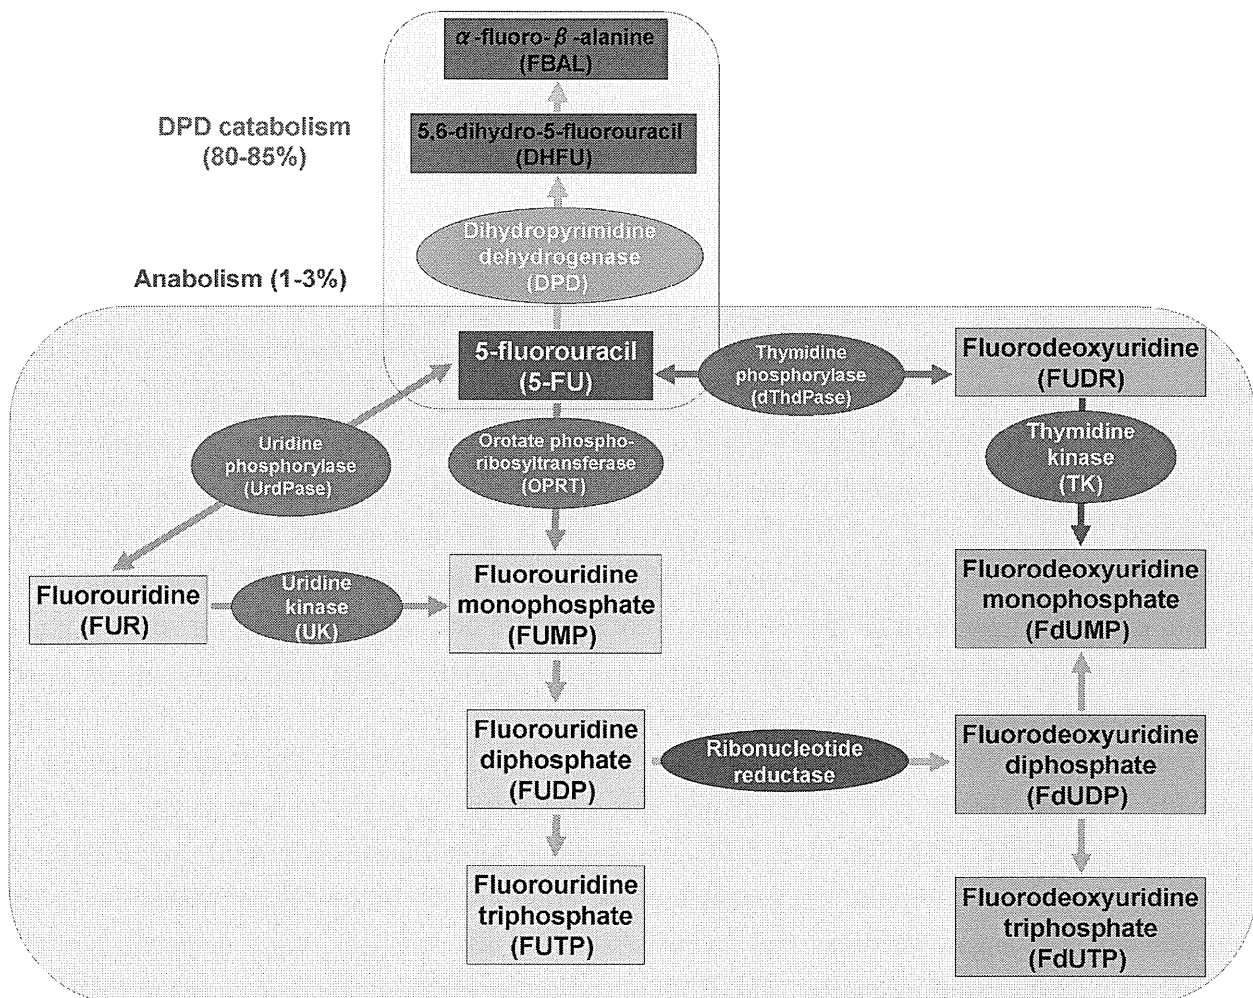 α-fluoro-β-alanine
(FBAL)
DPD catabolism
(80-85%)
5,6-dihydro-5-fluorouracil
(DHFU)
Dihydropyrimidine
dehydrogenase
(DPD)
Anabolism (1-3%)
5-fluorouracil
(5-FU)
Thymidine
phosphorylase
(dThdPase)
Fluorodeoxyuridine
(FUDR)
Uridine
phosphorylase
(UrdPase)
Orotate phospho-
ribosyltransferase
(OPRT)
Thymidine
kinase
(TK)
Fluorouridine
(FUR)
Uridine
kinase
(UK)
Fluorouridine
monophosphate
(FUMP)
Fluorodeoxyuridine
monophosphate
(FdUMP)
Fluorouridine
diphosphate
(FUDP)
Ribonucleotide
reductase
Fluorodeoxyuridine
diphosphate
(FdUDP)
Fluorouridine
triphosphate
(FUTP)
Fluorodeoxyuridine
triphosphate
(FdUTP)